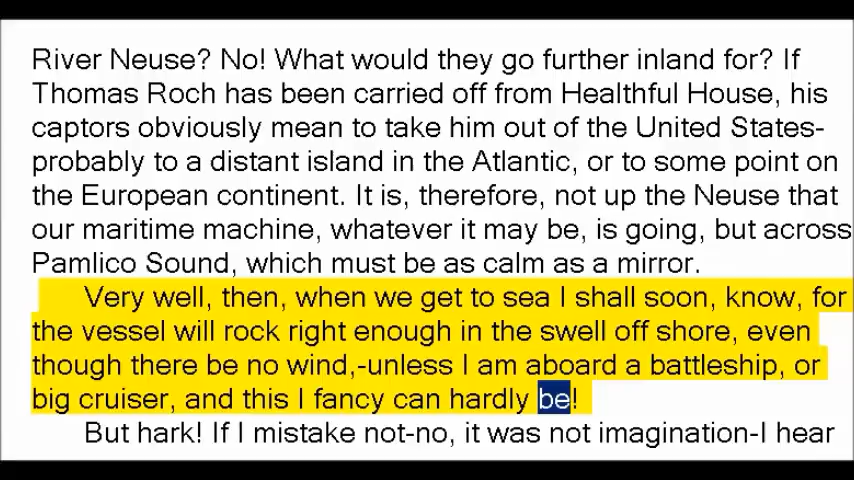 River Neuse? No! What would they go further inland for? If
Thomas Roch has been carried off from Healthful House, his
captors obviously mean to take him out of the United States-
probably to a distant island in the Atlantic, or to some point on
the European continent. It is, therefore, not up the Neuse that
our maritime machine, whatever it may be, is going, but across
Pamlico Sound, which must be as calm as a mirror.
Very well, then, when we get to sea I shall soon, know, for
the vessel will rock right enough in the swell off shore, even
though there be no wind,-unless I am aboard a battleship, or
big cruiser, and this I fancy can hardly be!
But hark! If I mistake not-no, it was not imagination-I hear